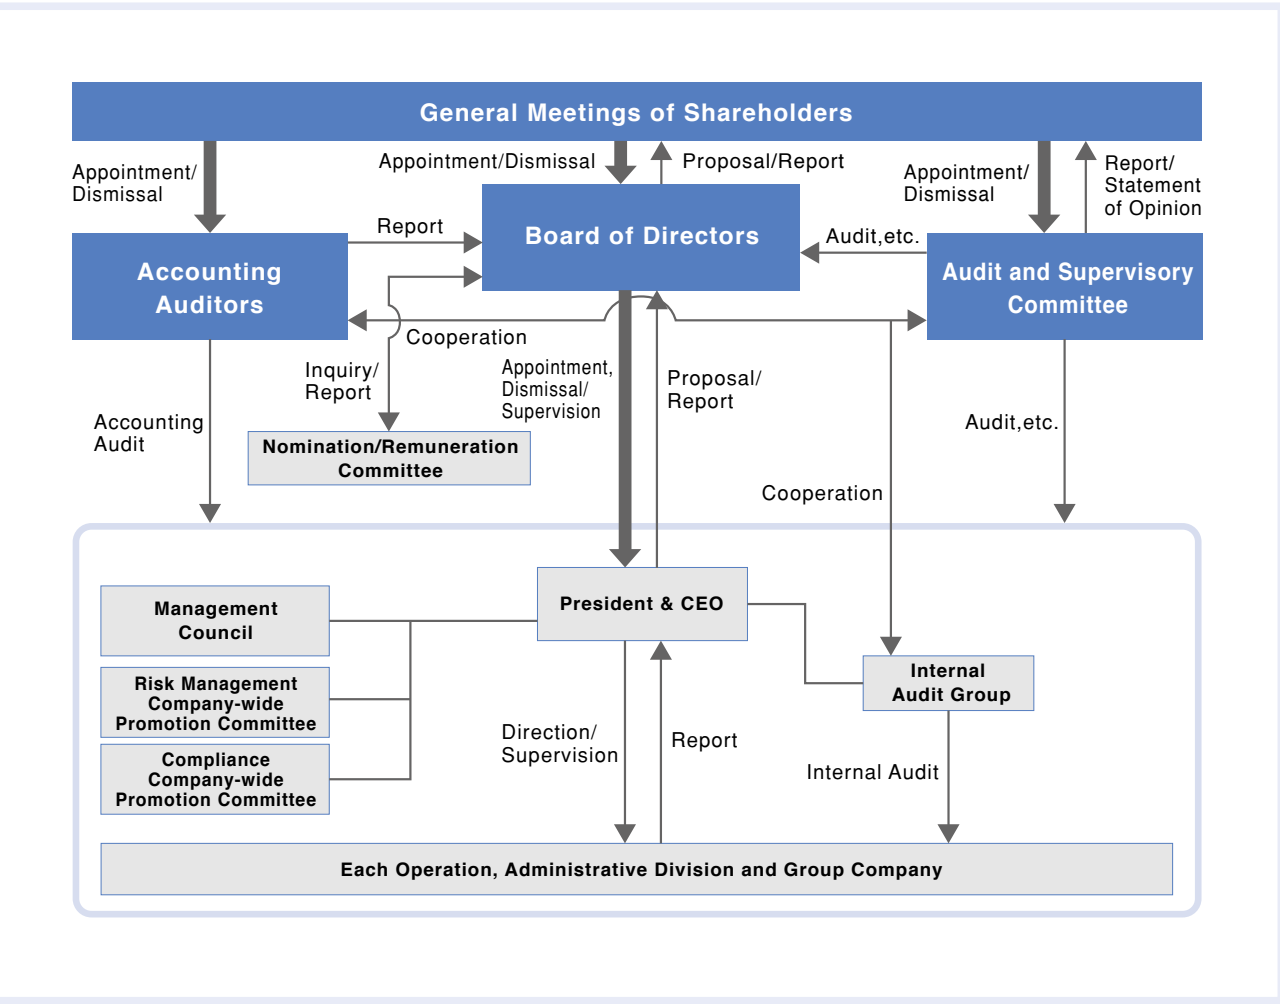 General Meetings of Shareholders
Appointment/
Dismissal
Appointment/Dismissal
Proposal/Report
Appointment/
Dismissal
Report/
Statement
of Opinion
Report
Board of Directors
Audit,etc.
Accounting
Auditors
Audit and Supervisory
Committee
Cooperation
Inquiry/
Report
Appointment,
Dismissal/
Supervision
Proposal/
Report
Accounting
Audit
Audit,etc.
Nomination/Remuneration
Committee
Cooperation
President & CEO
Management
Council
Risk Management
Company-wide
Promotion Committee
Internal
Audit Group
Compliance
Company-wide
Promotion Committee
Direction/
Supervision
Report
Internal Audit
Each Operation, Administrative Division and Group Company